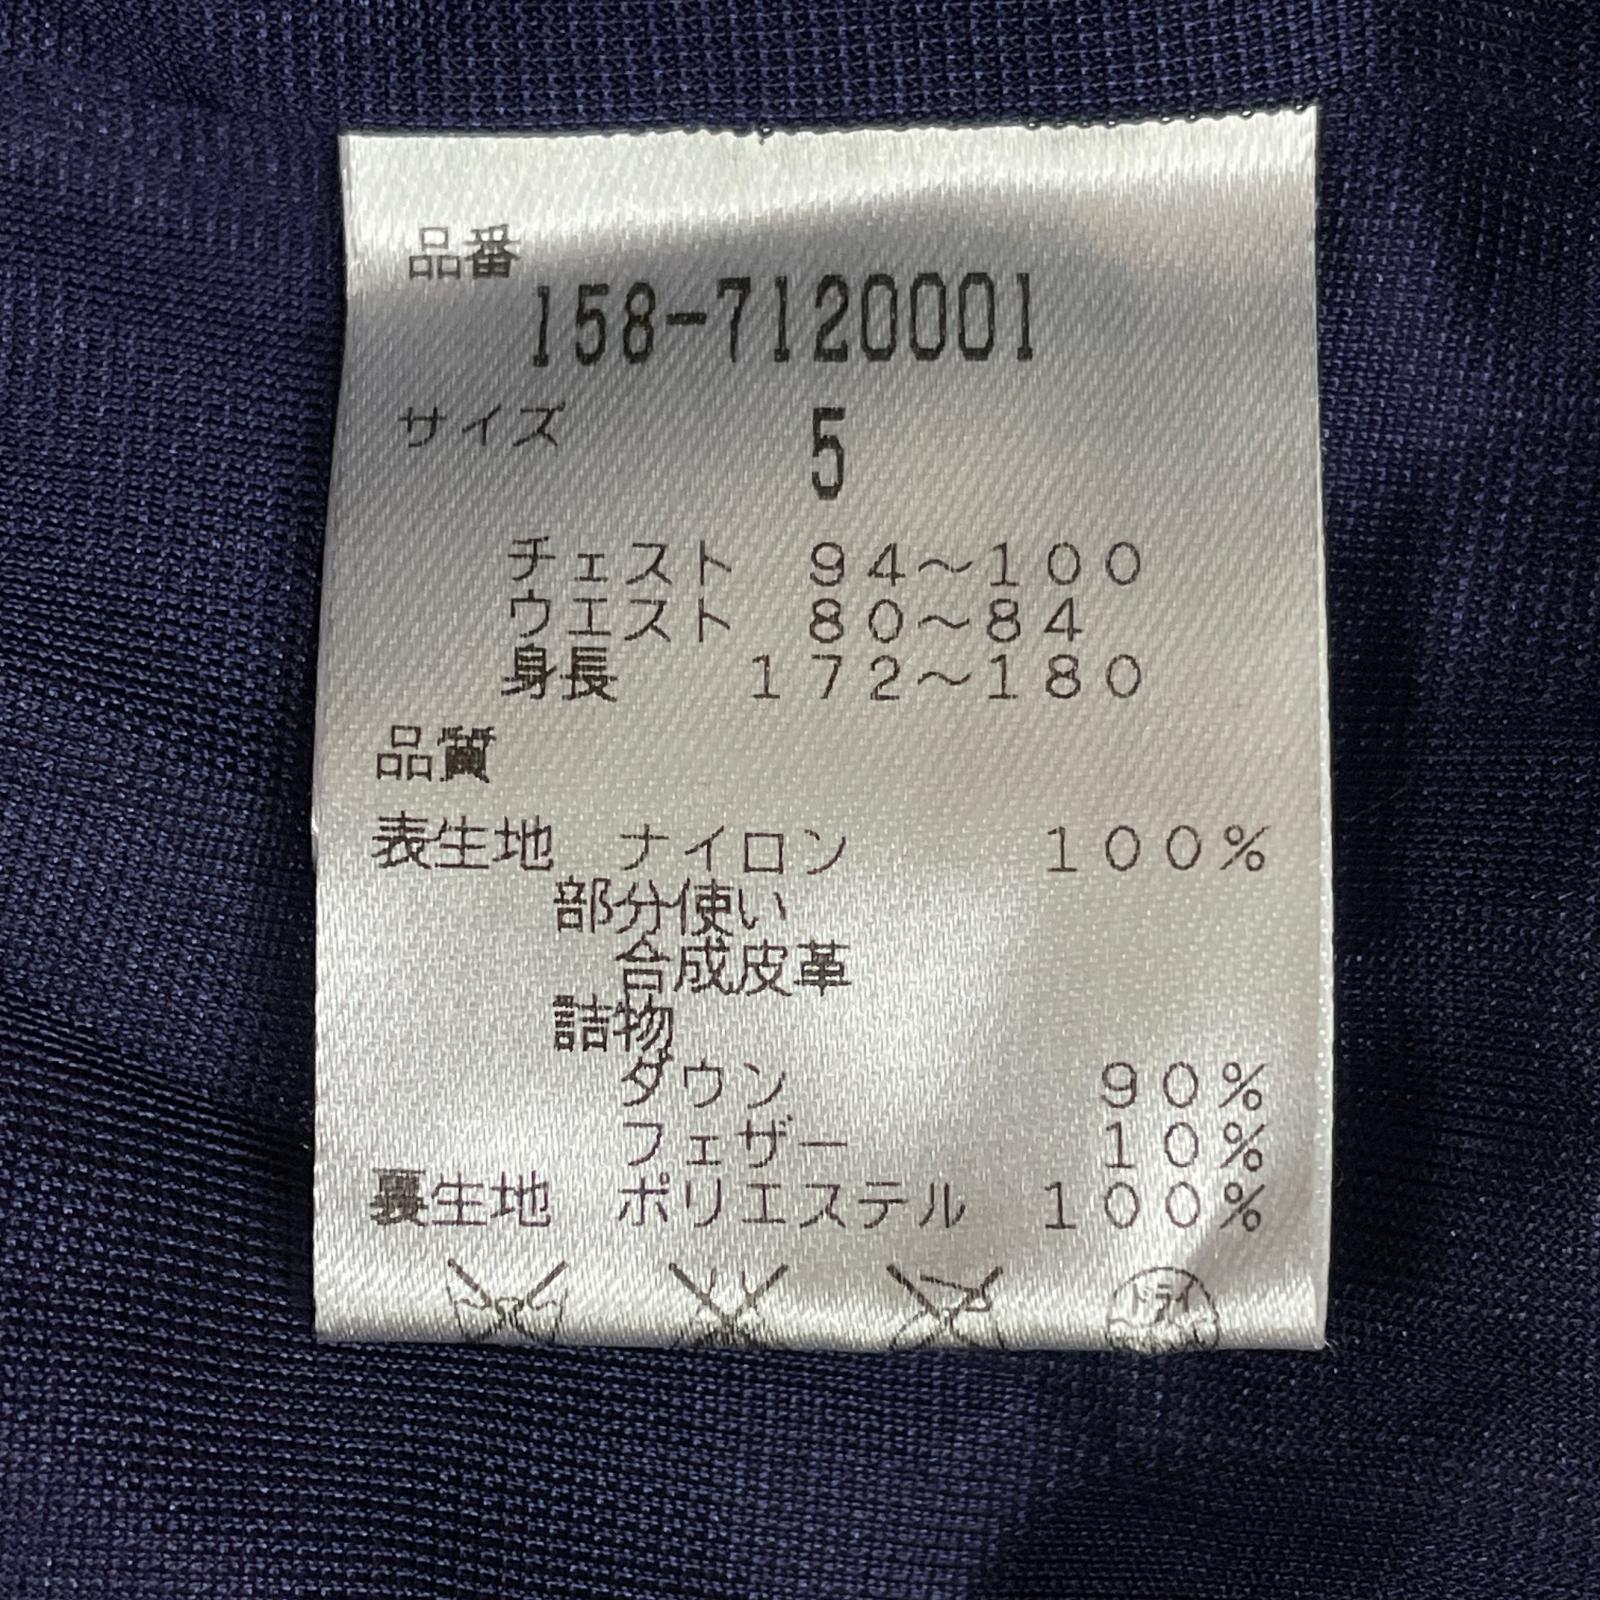 品番
158-7120001
サイズ 5
チェスト 94～100
ウエスト 80～84
身長 172～180
品質
表生地 ナイロン 100%
部分使い
合成皮革
詰物
ダウン 90%
フェザー 10%
裏生地 ポリエステル 100%
ドライ